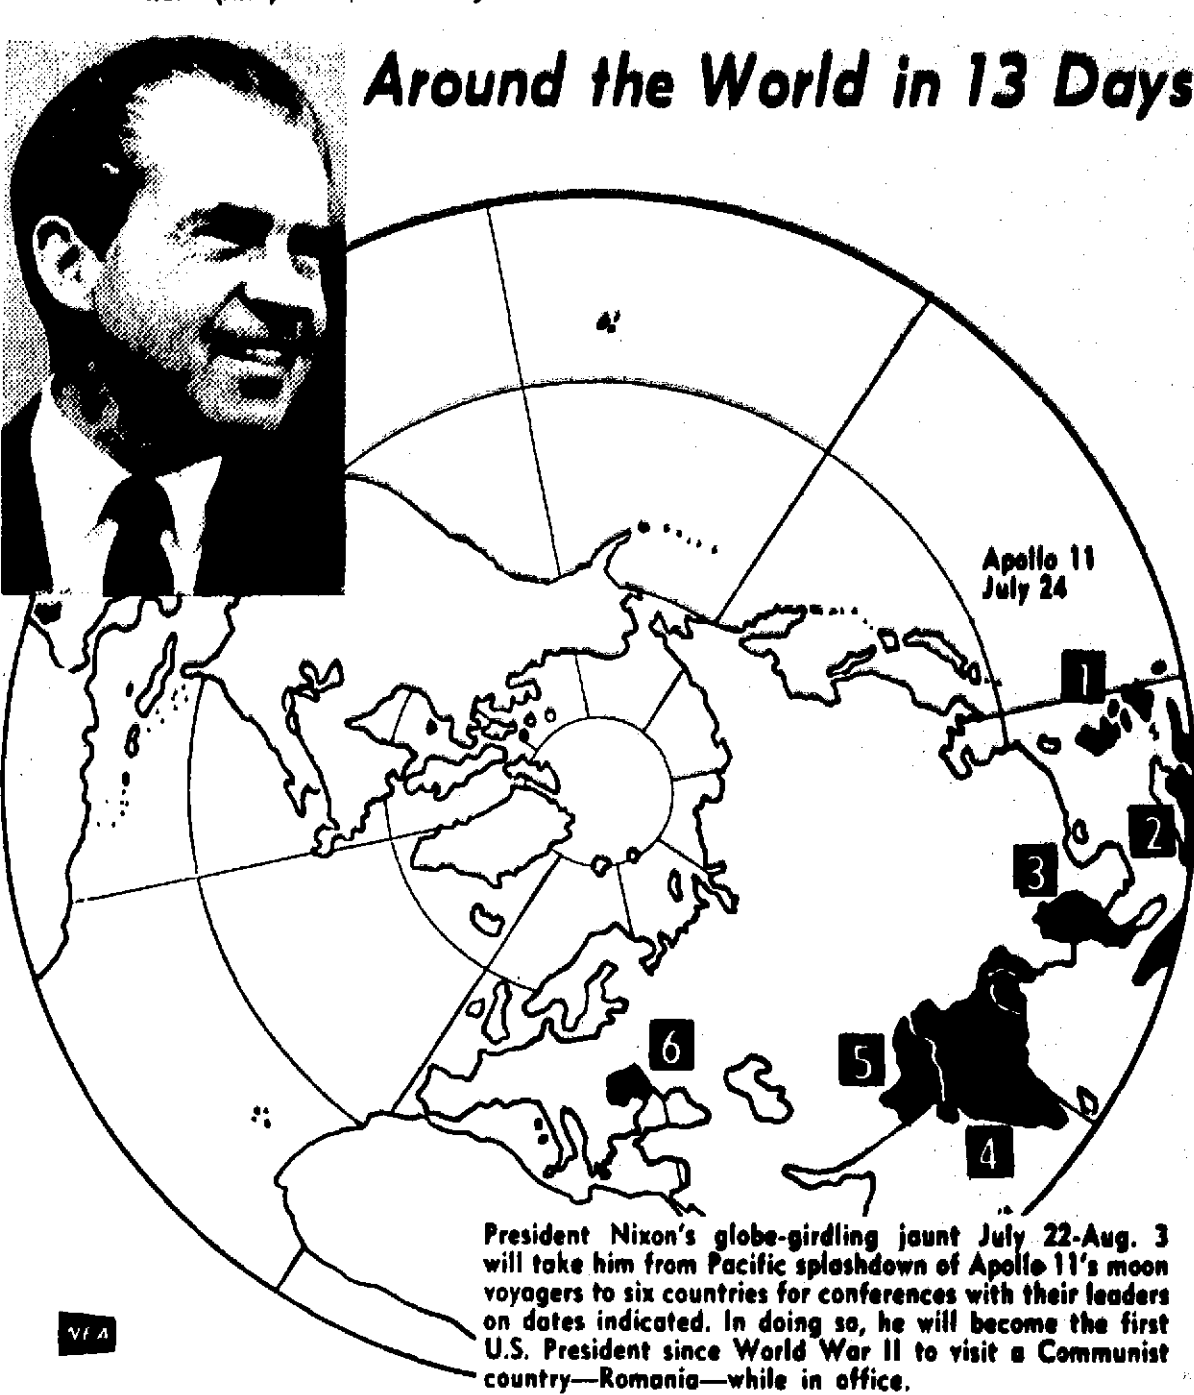 Around the World in 13 Days
Apollo 11
July 24
1
2
3
6
5
4
President Nixon's globe-girdling jaunt July 22-Aug. 3
will take him from Pacific splashdown of Apollo 11's moon
voyagers to six countries for conferences with their leaders
on dates indicated. In doing so, he will become the first
U.S. President since World War II to visit a Communist
country—Romania—while in office.
NEA